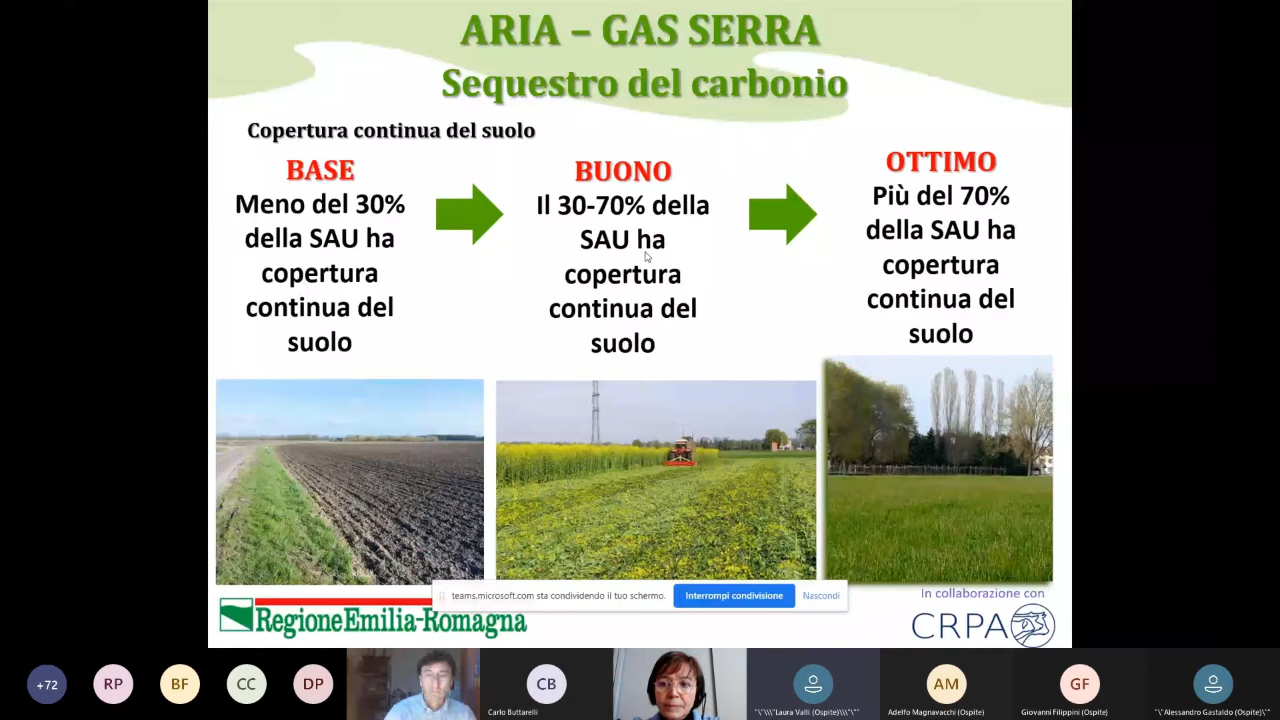 ARIA – GAS SERRA
Sequestro del carbonio
Copertura continua del suolo
BASE
Meno del 30%
della SAU ha
copertura
continua del
suolo
BUONO
Il 30-70% della
SAU ha
copertura
continua del
suolo
OTTIMO
Più del 70%
della SAU ha
copertura
continua del
suolo
teams.microsoft.com sta condividendo il tuo schermo.
Interrompi condivisione
Nascondi
RegioneEmilia-Romagna
In collaborazione con
CRPA
+72
RP
BF
CC
DP
CB
Carlo Buttarelli
"\"\\\"Laura Valli (Ospite)\\\"\""
AM
Adelfo Magnavacchi (Ospite)
GF
Giovanni Filippini (Ospite)
"\"Alessandro Gastaldo (Ospite)\""